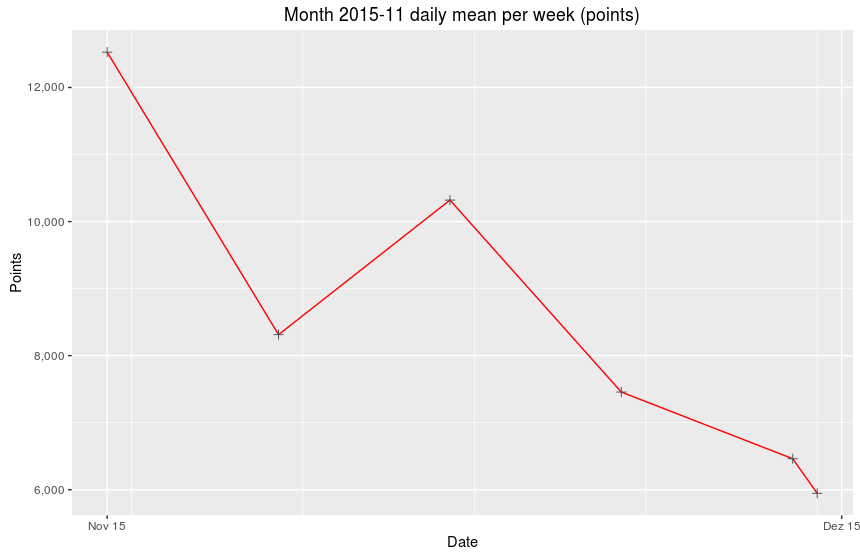 Month 2015-11 daily mean per week (points)
Points
12,000
10,000
8,000
6,000
Nov 15
Dez 15
Date